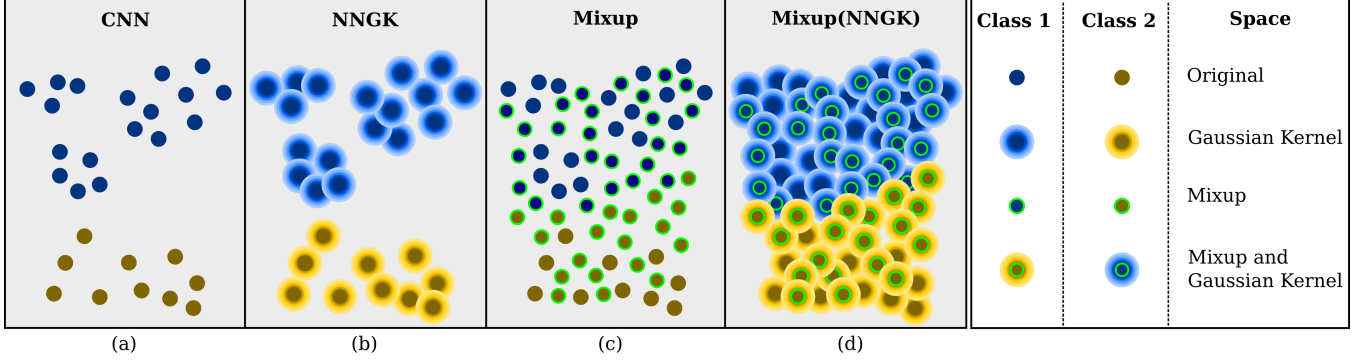 CNN
NNGK
Mixup
Mixup(NNGK)
Class 1
Class 2
Space
Original
Gaussian Kernel
Mixup
Mixup and
Gaussian Kernel
(a)
(b)
(c)
(d)